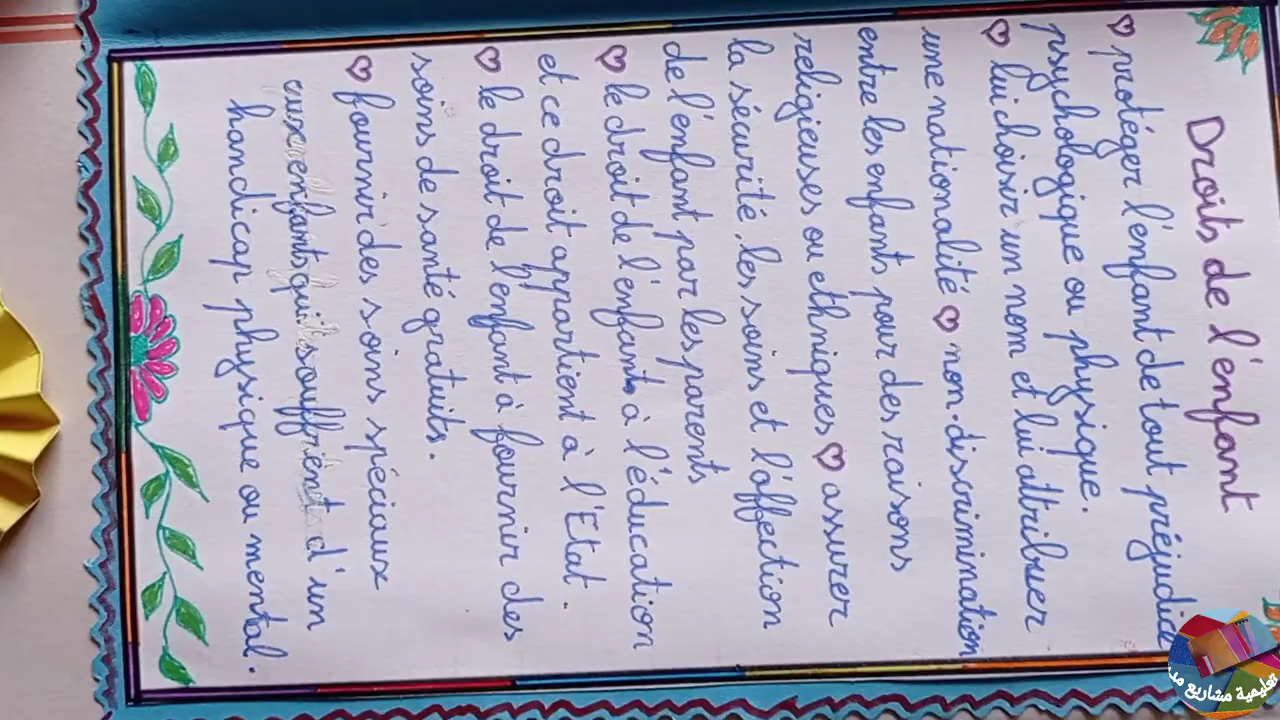 Droits de l'enfant
♡ protéger l'enfant de tout préjudice
psychologique ou physique.
♡ lui choisir un nom et lui attribuer
une nationalité ♡ non-discrimination
entre les enfants pour des raisons
religieuses ou ethniques ♡ assurer
la sécurité, les soins et l'affection
de l'enfant par les parents
♡ le droit de l'enfants à l'éducation
et ce droit appartient à l'Etat.
♡ le droit de l'enfant à fournir des
soins de santé gratuits.
♡ fournir des soins spéciaux
aux enfants qui souffrent d'un
handicap physique ou mental.
مشاريع